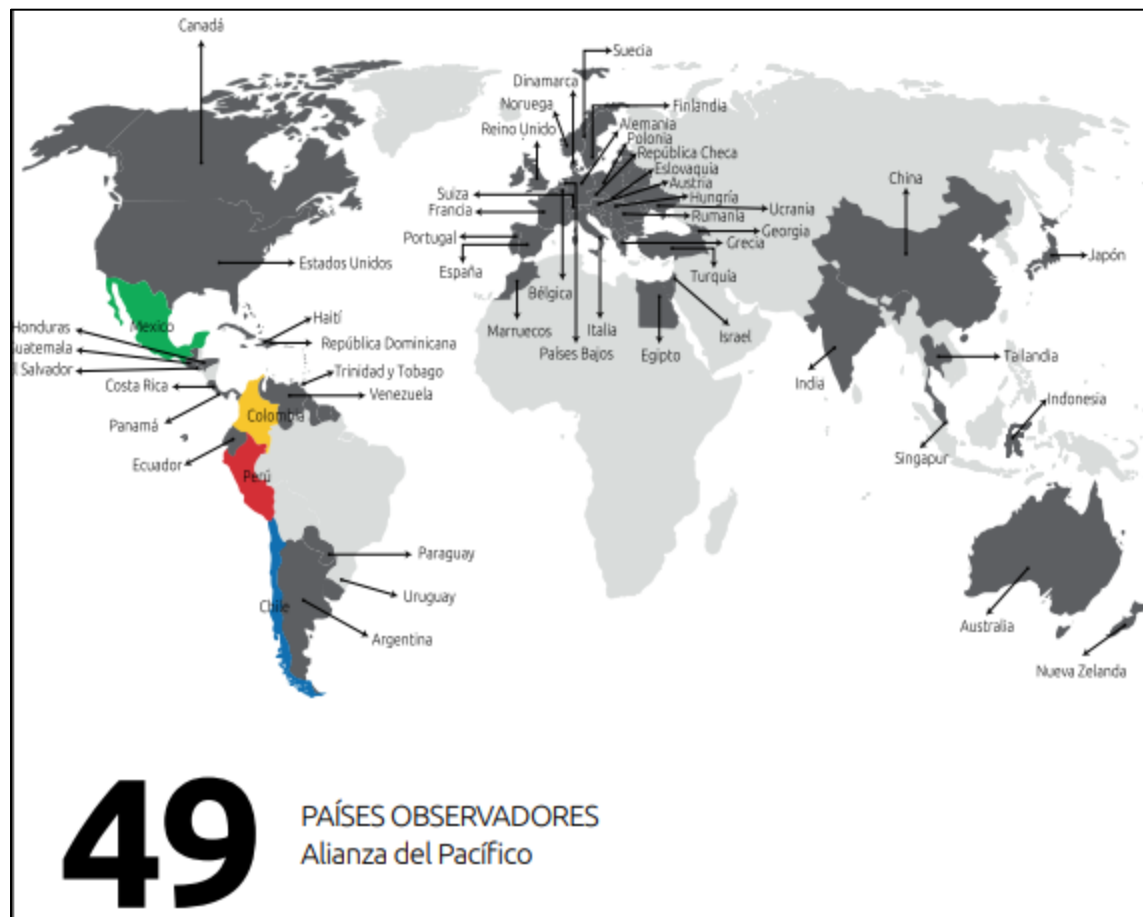 Canadá
Suecia
Dinamarca
Noruega
Finlandia
Reino Unido
Alemania
Polonia
República Checa
Eslovaquia
Austria
Hungría
Suiza
Francia
Rumanía
Ucrania
Georgia
Grecia
Portugal
España
Turquía
China
Japón
Estados Unidos
Bélgica
Marruecos
Italia
Israel
Países Bajos
Egipto
Mexico
Honduras
Guatemala
l Salvador
Haití
República Dominicana
Trinidad y Tobago
Costa Rica
Venezuela
Panamá
Colombia
Ecuador
Perú
India
Tailandia
Indonesia
Singapur
Paraguay
Uruguay
Chile
Argentina
Australia
Nueva Zelanda
49
PAÍSES OBSERVADORES
Alianza del Pacífico